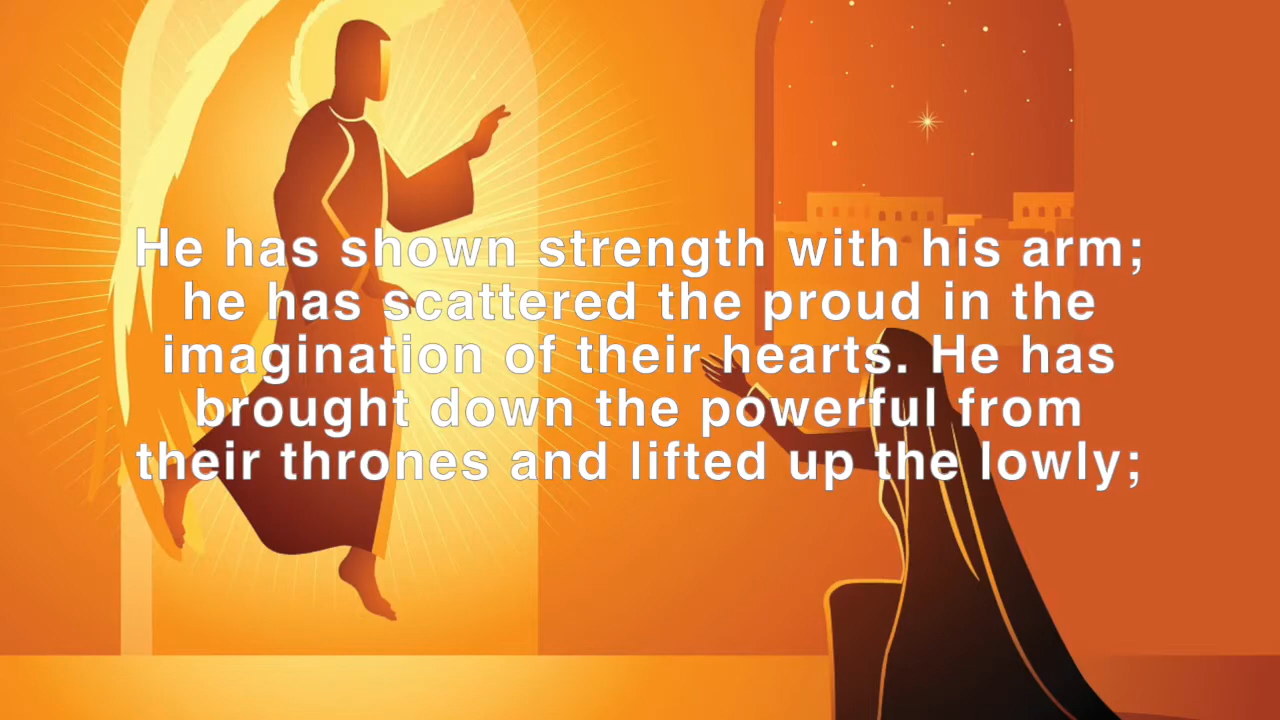 He has shown strength with his arm;
he has scattered the proud in the
imagination of their hearts. He has
brought down the powerful from
their thrones and lifted up the lowly;